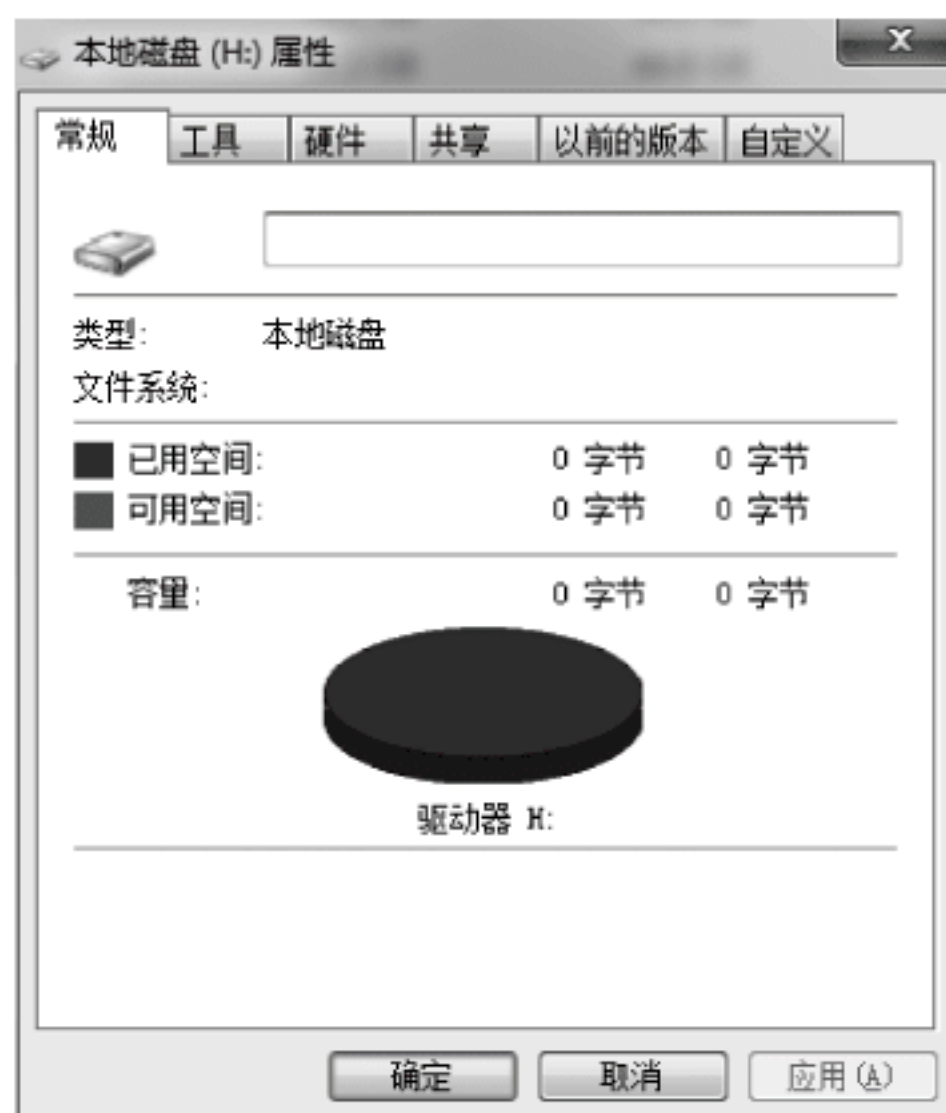 本地磁盘 (H:) 属性
x
常规 工具 硬件 共享 以前的版本 自定义
类型: 本地磁盘
文件系统:
已用空间: 0 字节 0 字节
可用空间: 0 字节 0 字节
容量: 0 字节 0 字节
驱动器 H:
确定 取消 应用(A)